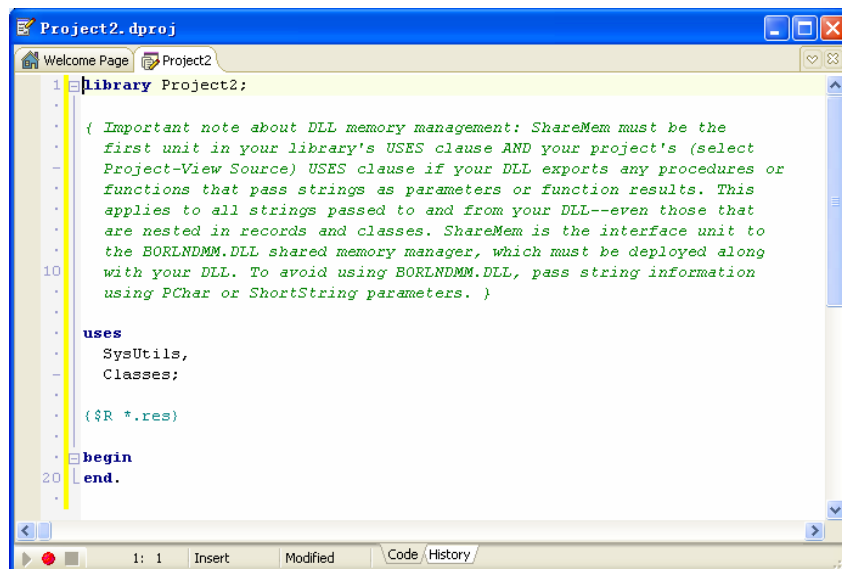 Project2.dproj
Welcome Page Project2
1 library Project2;
{ Important note about DLL memory management: ShareMem must be the
first unit in your library's USES clause AND your project's (select
Project-View Source) USES clause if your DLL exports any procedures or
functions that pass strings as parameters or function results. This
applies to all strings passed to and from your DLL--even those that
are nested in records and classes. ShareMem is the interface unit to
the BORLNDMM.DLL shared memory manager, which must be deployed along
10 with your DLL. To avoid using BORLNDMM.DLL, pass string information
using PChar or ShortString parameters. }
uses
SysUtils,
Classes;
{$R *.res}
begin
20 end.
1: 1 Insert Modified Code History